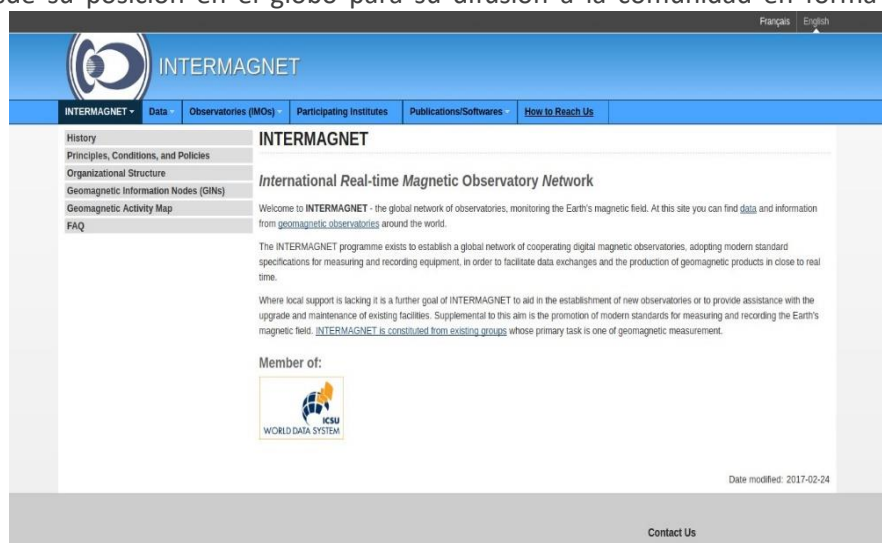 su posición en el globo para su difusión a la comunidad en forma
Français English
INTERMAGNET
INTERMAGNET Data Observatories (IMOs) Participating Institutes Publications/Softwares How to Reach Us
History
Principles, Conditions, and Policies
Organizational Structure
Geomagnetic Information Nodes (GINs)
Geomagnetic Activity Map
FAQ
INTERMAGNET
International Real-time Magnetic Observatory Network
Welcome to INTERMAGNET - the global network of observatories, monitoring the Earth's magnetic field. At this site you can find data and information
from geomagnetic observatories around the world.
The INTERMAGNET programme exists to establish a global network of cooperating digital magnetic observatories, adopting modern standard
specifications for measuring and recording equipment, in order to facilitate data exchanges and the production of geomagnetic products in close to real
time.
Where local support is lacking it is a further goal of INTERMAGNET to aid in the establishment of new observatories or to provide assistance with the
upgrade and maintenance of existing facilities. Supplemental to this aim is the promotion of modern standards for measuring and recording the Earth's
magnetic field. INTERMAGNET is constituted from existing groups whose primary task is one of geomagnetic measurement.
Member of:
ICSU
WORLD DATA SYSTEM
Date modified: 2017-02-24
Contact Us